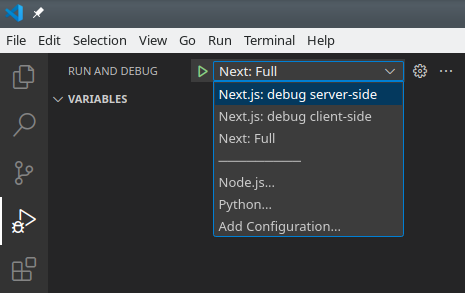 File Edit Selection View Go Run Terminal Help
RUN AND DEBUG Next: Full
VARIABLES
Next.js: debug server-side
Next.js: debug client-side
Next: Full
Node.js...
Python...
Add Configuration...